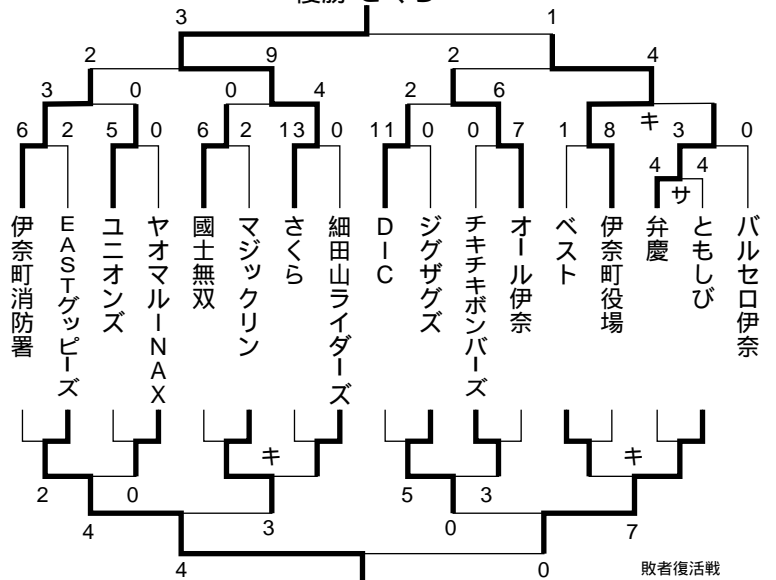 3 1
2 9 2 4
3 0 0 4 2 6 キ
6 2 5 0 6 2 13 0 11 0 0 7 1 8 3 0
4 4
サ
伊奈町消防署
EASTグッピーズ
ユニオンズ
ヤオマルINAX
國士無双
マジックリン
さくら
細田山ライダーズ
DIC
ジグザグズ
チキチキボンバーズ
オール伊奈
ベスト
伊奈町役場
弁慶
ともしび
バルセロ伊奈
キ キ
2 0 5 3
4 3 0 7
4 0
敗者復活戦